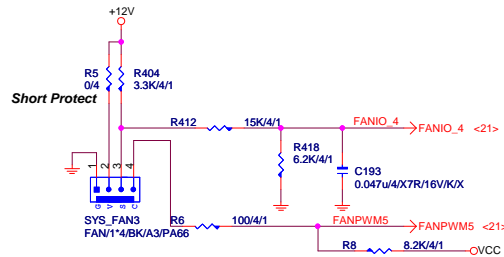 +12V
R5
0/4
R404
3.3K/4/1
Short Protect
R412
15K/4/1
FANIO_4
FANIO_4 <21>
R418
6.2K/4/1
C193
0.047u/4/X7R/16V/K/X
1
2
3
4
G
V
S
C
SYS_FAN3
FAN/1*4/BK/A3/PA66
R6
100/4/1
FANPWM5
FANPWM5 <21>
R8
8.2K/4/1
VCC